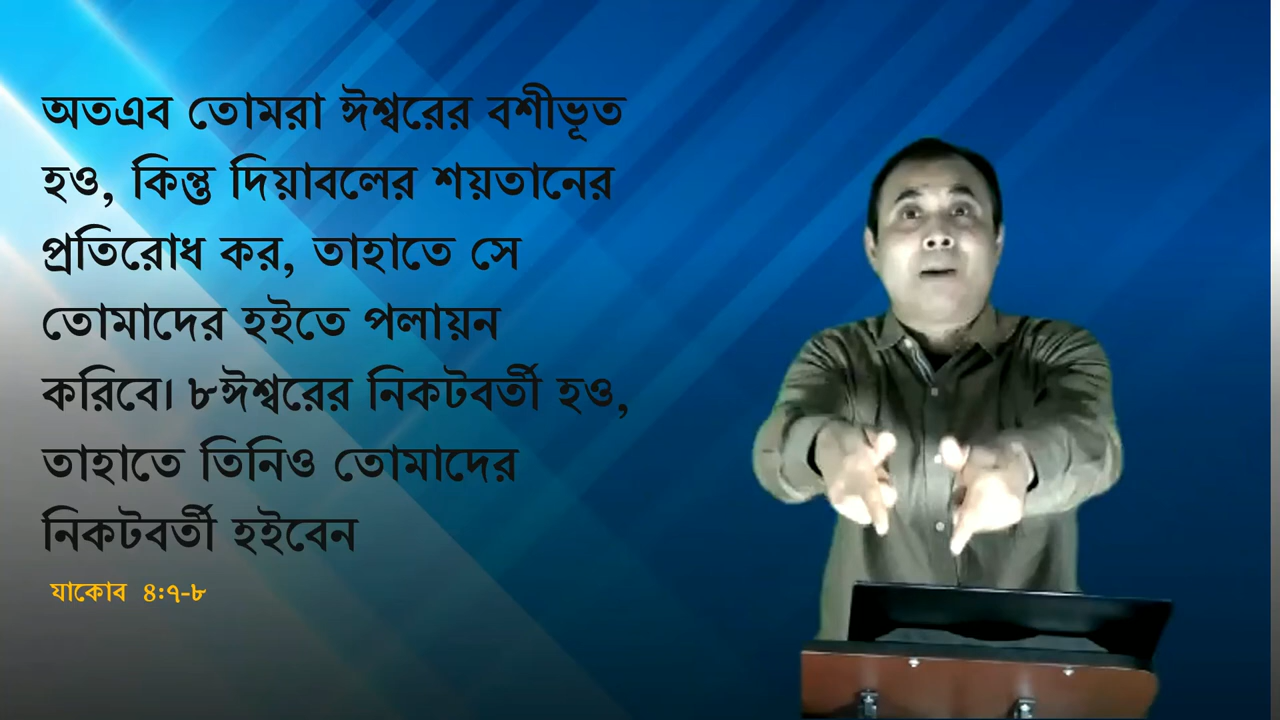 অতএব তোমরা ঈশ্বরের বশীভূত
হও, কিন্তু দিয়াবলের শয়তানের
প্রতিরোধ কর, তাহাতে সে
তোমাদের হইতে পলায়ন
করিবে। ৮ঈশ্বরের নিকটবর্তী হও,
তাহাতে তিনিও তোমাদের
নিকটবর্তী হইবেন
যাকোব ৪:৭-৮